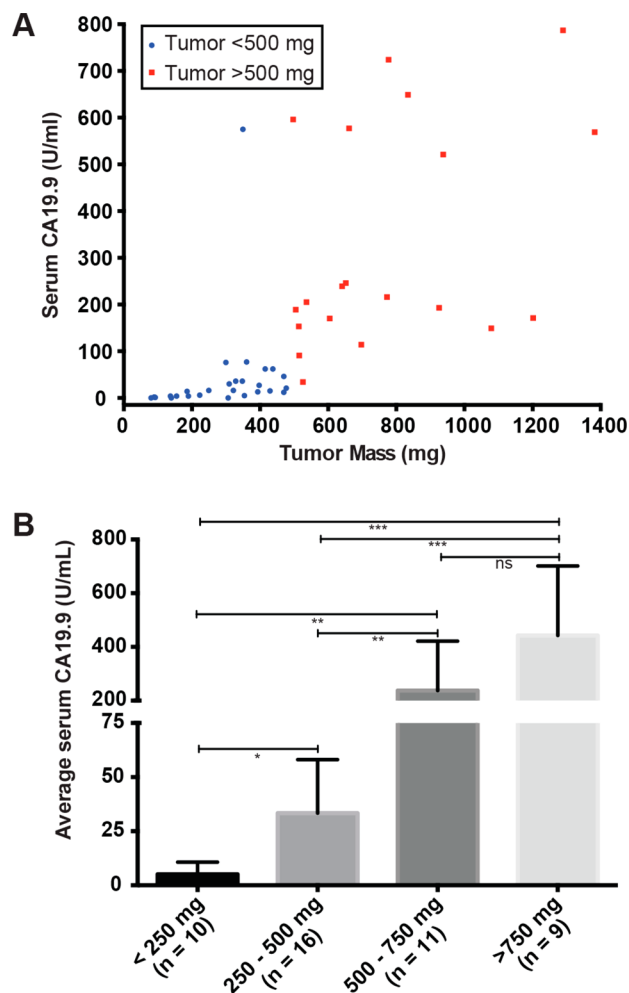 A
Tumor <500 mg
Tumor >500 mg
800
700
600
500
400
300
200
100
0
Serum CA19.9 (U/ml)
0 200 400 600 800 1000 1200 1400
Tumor Mass (mg)
B
***
***
ns
**
**
*
800
600
400
200
75
50
25
0
Average serum CA19.9 (U/mL)
< 250 mg
(n = 10)
250 - 500 mg
(n = 16)
500 - 750 mg
(n = 11)
>750 mg
(n = 9)